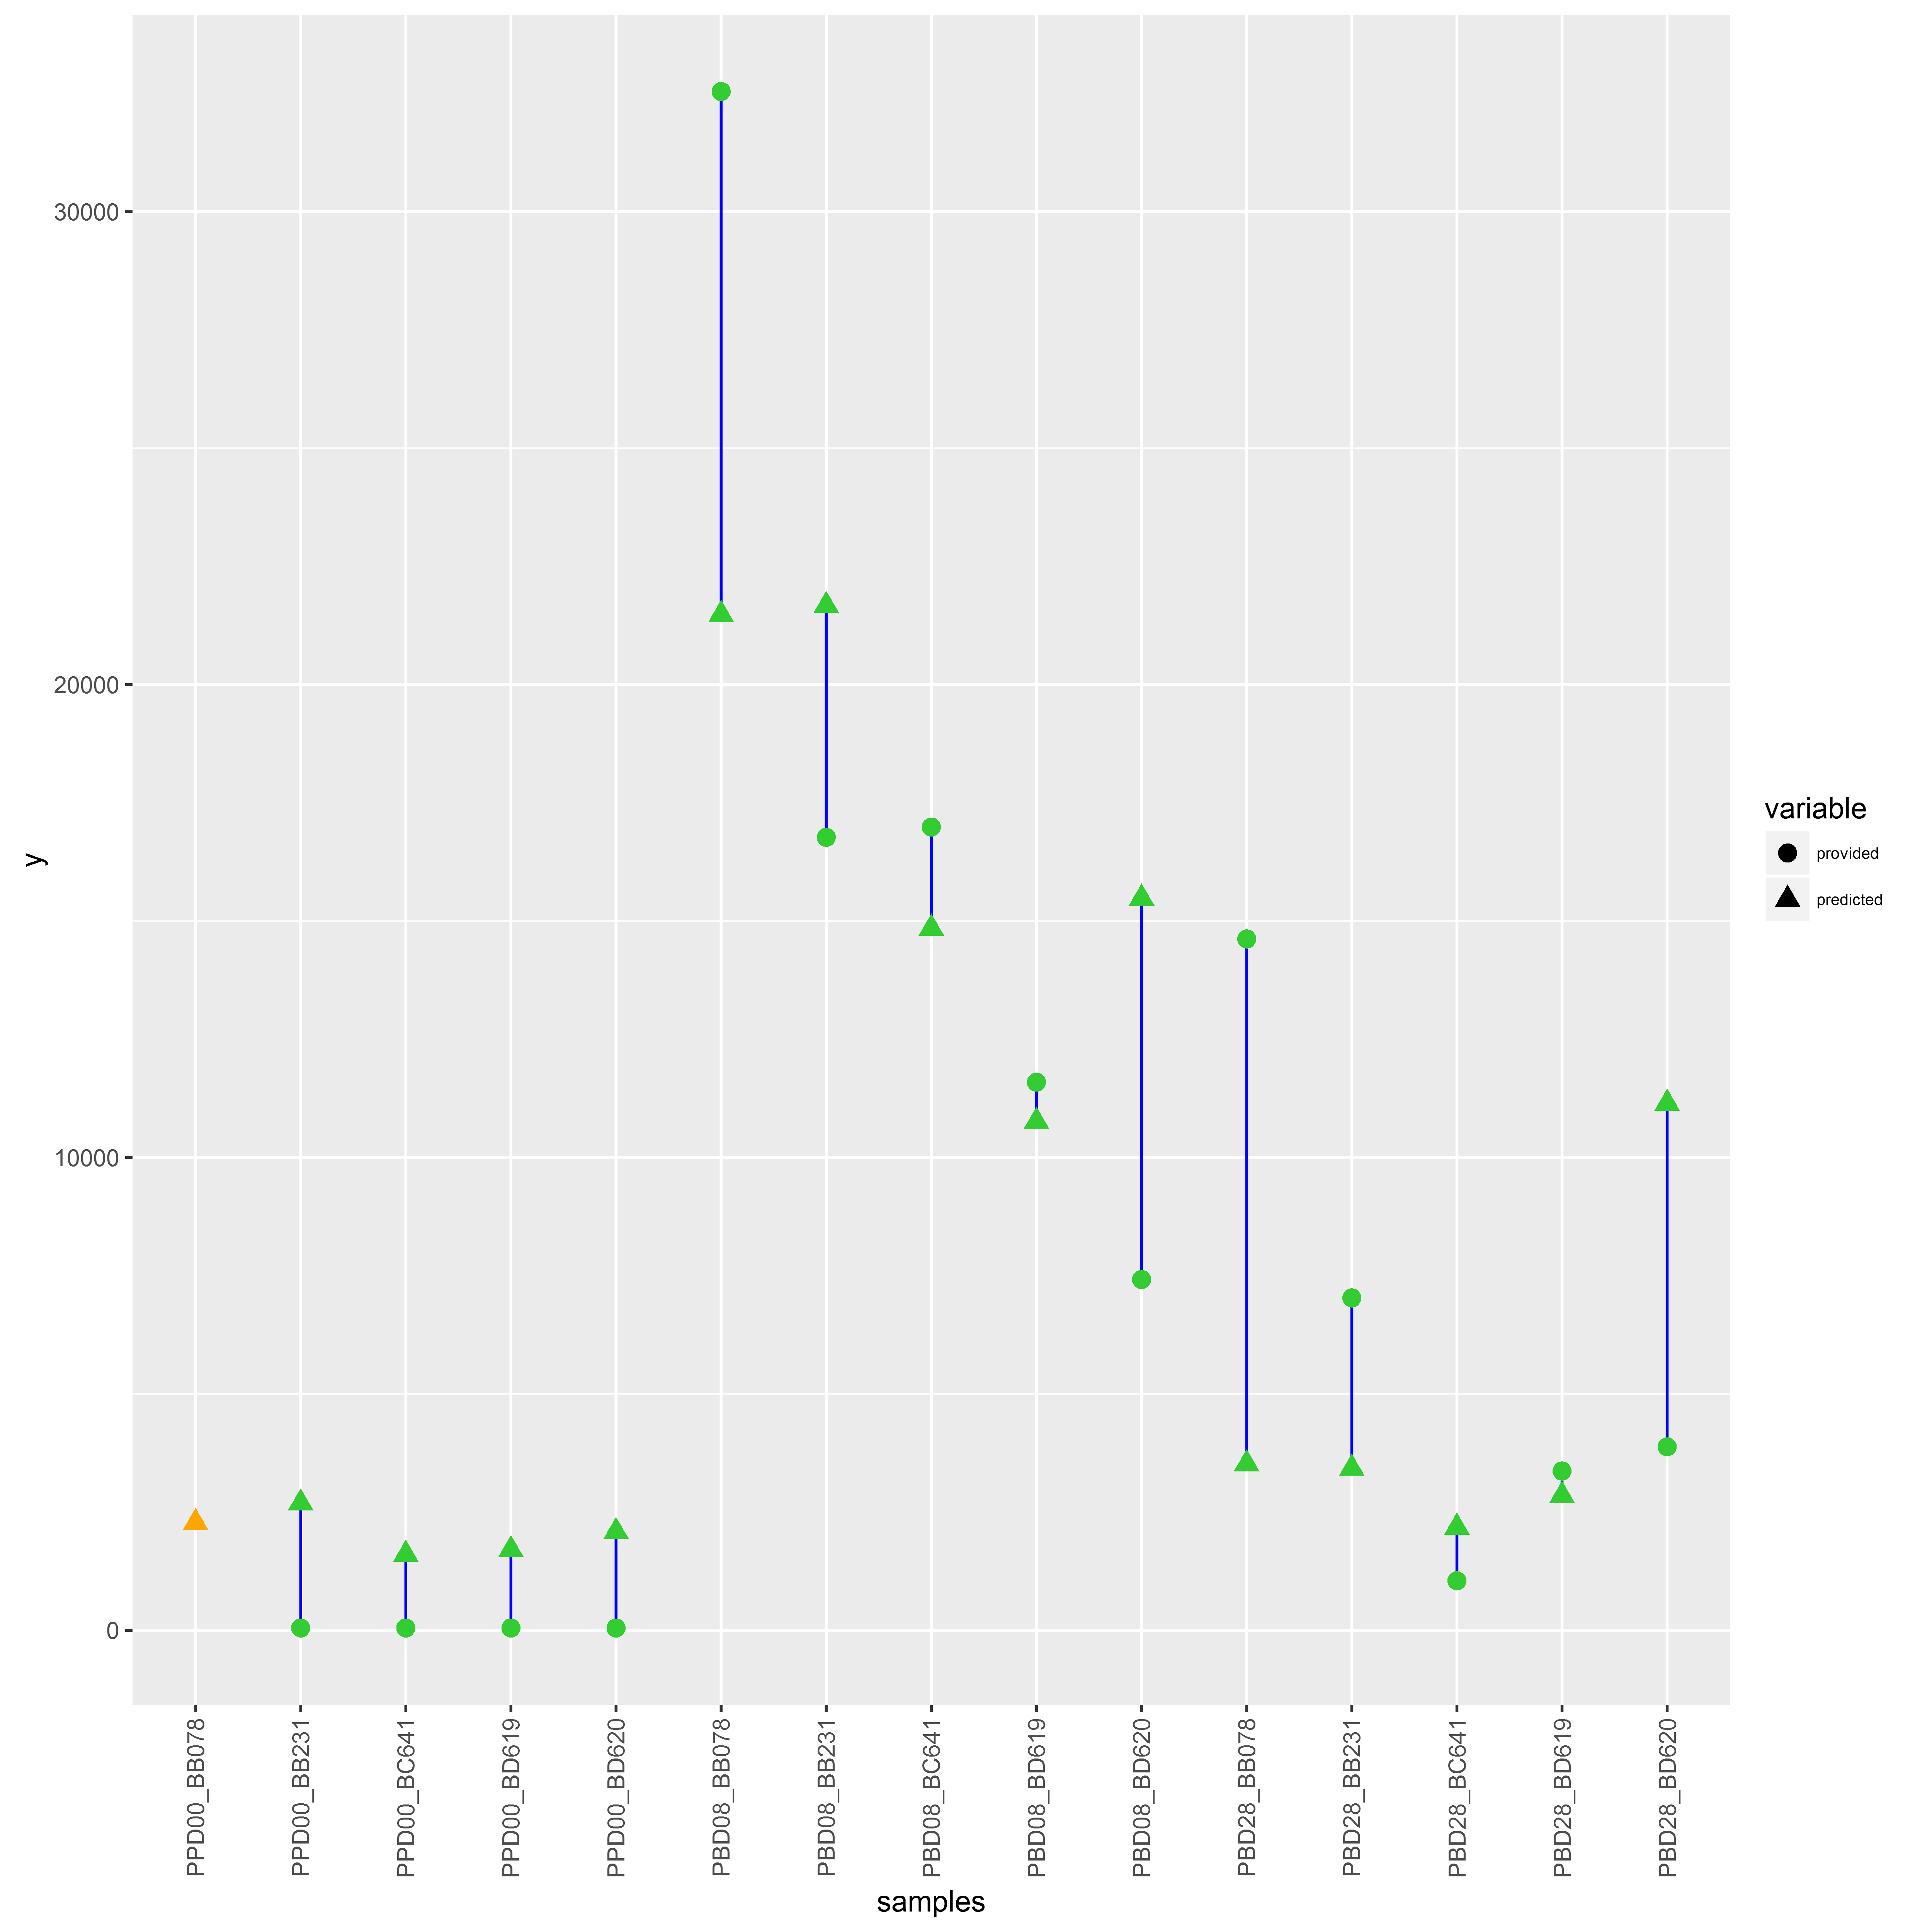 30000
20000
10000
0
y
PPD00_BB078
PPD00_BB231
PPD00_BC641
PPD00_BD619
PPD00_BD620
PBD08_BB078
PBD08_BB231
PBD08_BC641
PBD08_BD619
PBD08_BD620
PBD28_BB078
PBD28_BB231
PBD28_BC641
PBD28_BD619
PBD28_BD620
samples
variable
provided
predicted